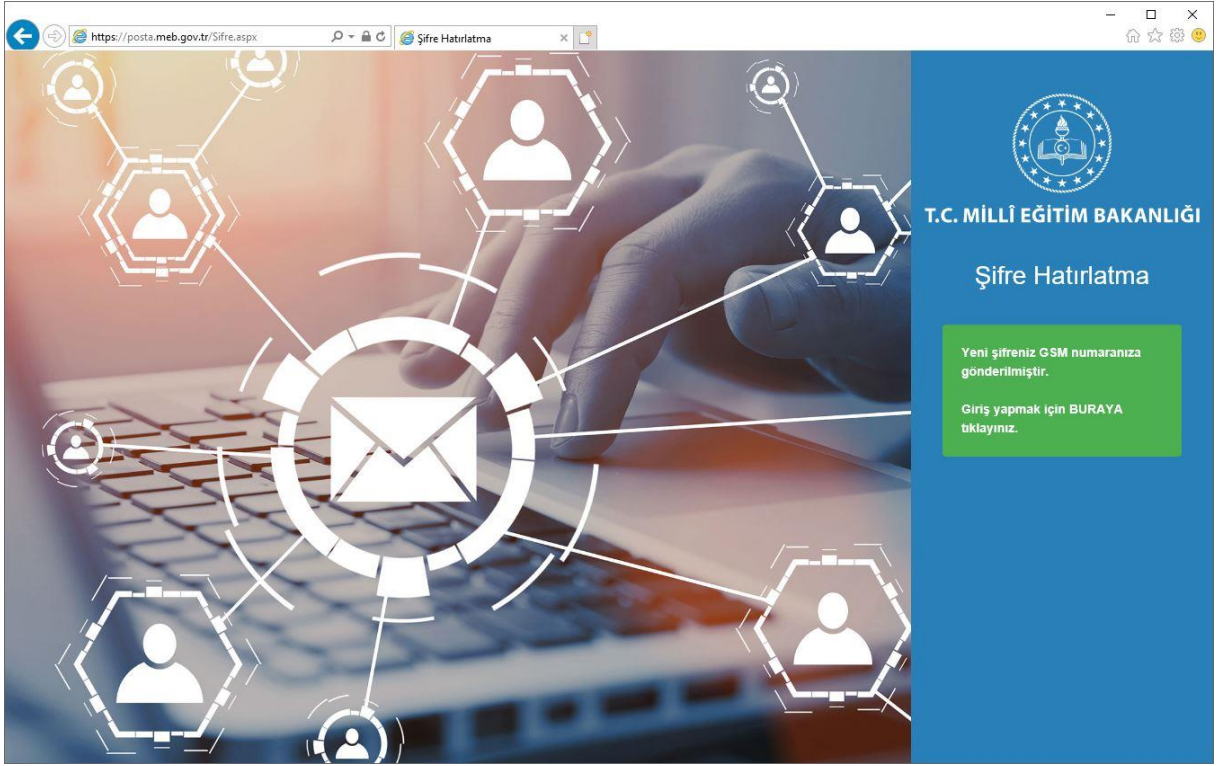 https://posta.meb.gov.tr/Sifre.aspx
Şifre Hatırlatma
T.C. MİLLÎ EĞİTİM BAKANLIĞI
Şifre Hatırlatma
Yeni şifreniz GSM numaranıza
gönderilmiştir.
Giriş yapmak için BURAYA
tıklayınız.